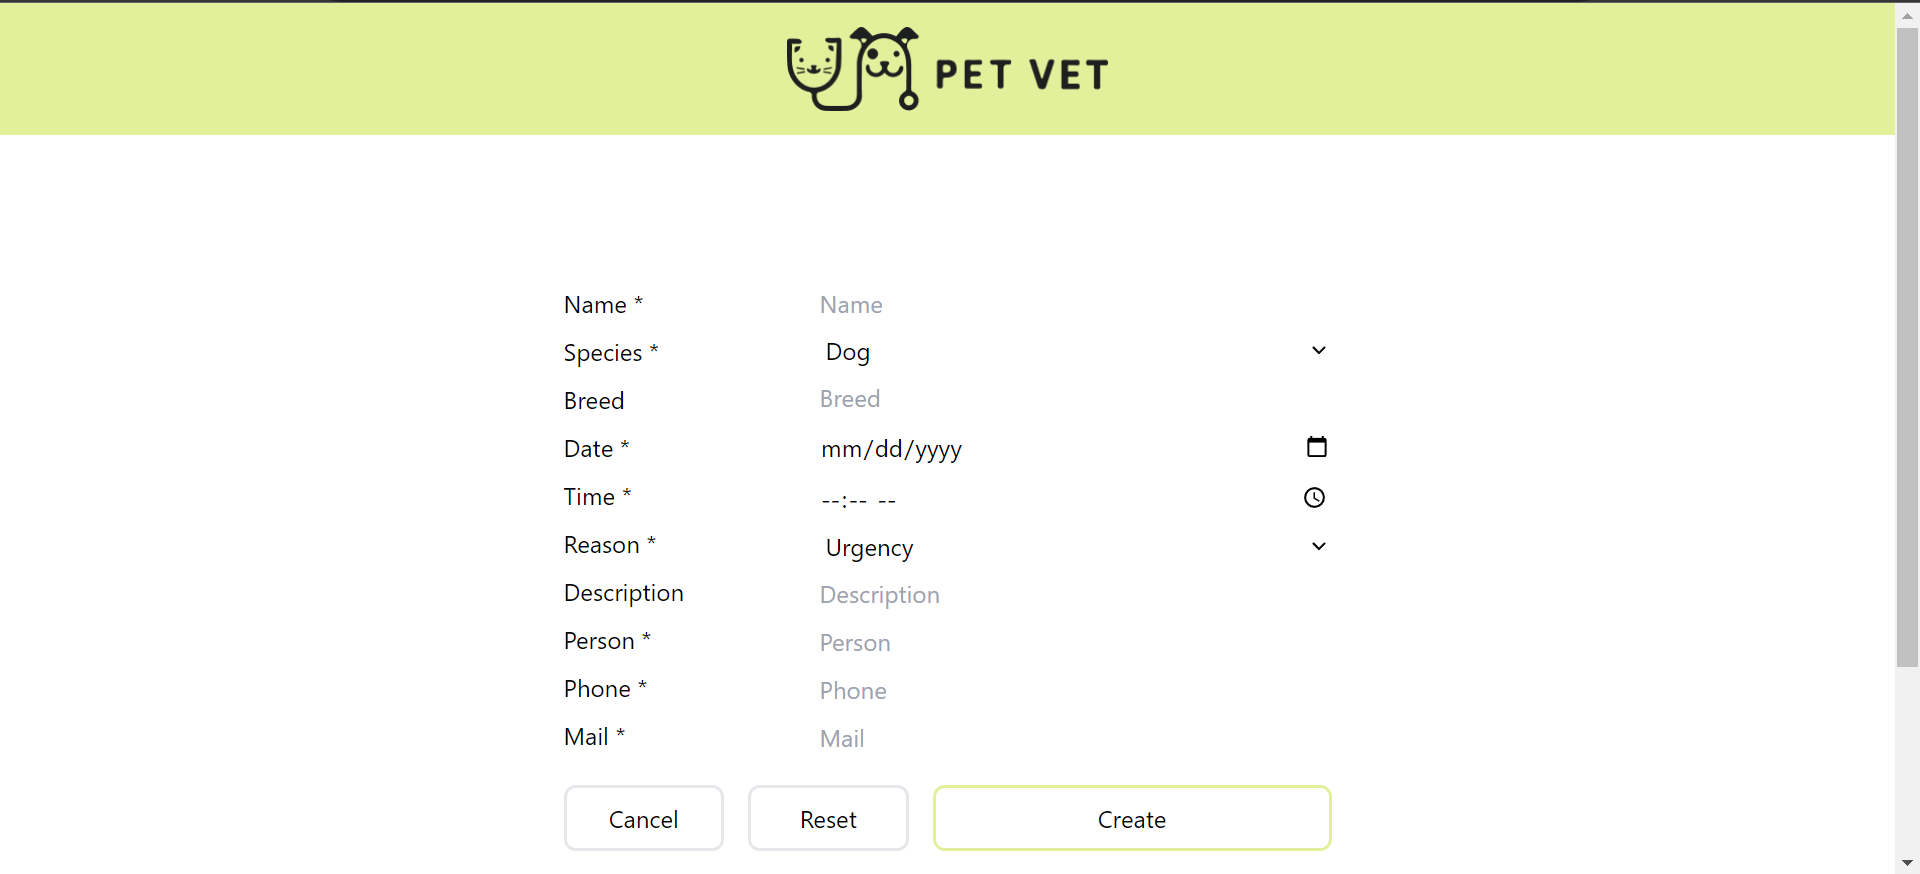 PET VET
Name * Name
Species * Dog
Breed Breed
Date * mm/dd/yyyy
Time * --:-- --
Reason * Urgency
Description Description
Person * Person
Phone * Phone
Mail * Mail
Cancel Reset Create